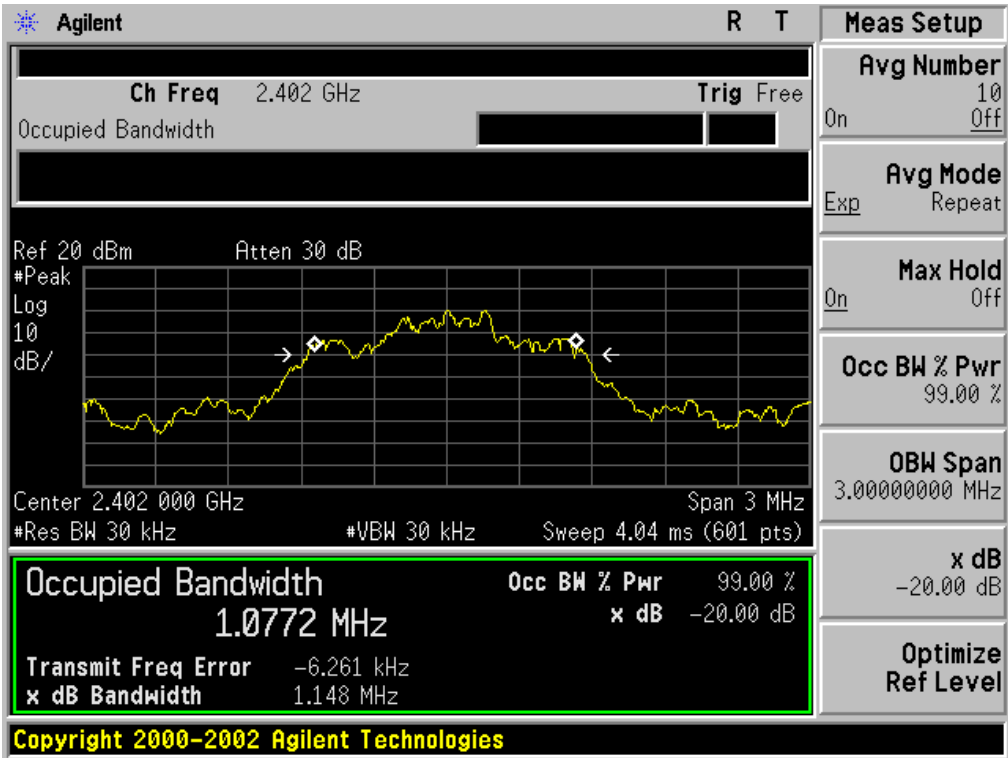 Agilent R T
Ch Freq 2.402 GHz Trig Free
Occupied Bandwidth
Ref 20 dBm Atten 30 dB
#Peak
Log
10
dB/
Center 2.402 000 GHz Span 3 MHz
#Res BW 30 kHz #VBW 30 kHz Sweep 4.04 ms (601 pts)
Occupied Bandwidth Occ BW % Pwr 99.00 %
1.0772 MHz x dB -20.00 dB
Transmit Freq Error -6.261 kHz
x dB Bandwidth 1.148 MHz
Copyright 2000-2002 Agilent Technologies
Meas Setup
Avg Number
10
On Off
Avg Mode
Exp Repeat
Max Hold
On Off
Occ BW % Pwr
99.00 %
OBW Span
3.00000000 MHz
x dB
-20.00 dB
Optimize
Ref Level